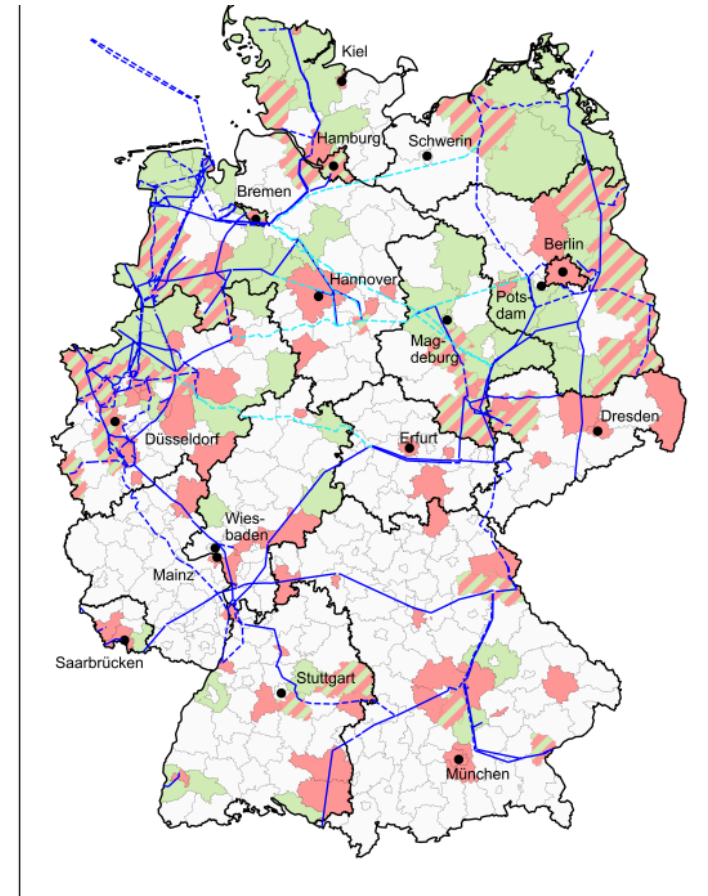 Kiel
Hamburg
Schwerin
Bremen
Berlin
Hannover
Pots-
dam
Mag-
deburg
Düsseldorf
Erfurt
Dresden
Wies-
baden
Mainz
Saarbrücken
Stuttgart
München